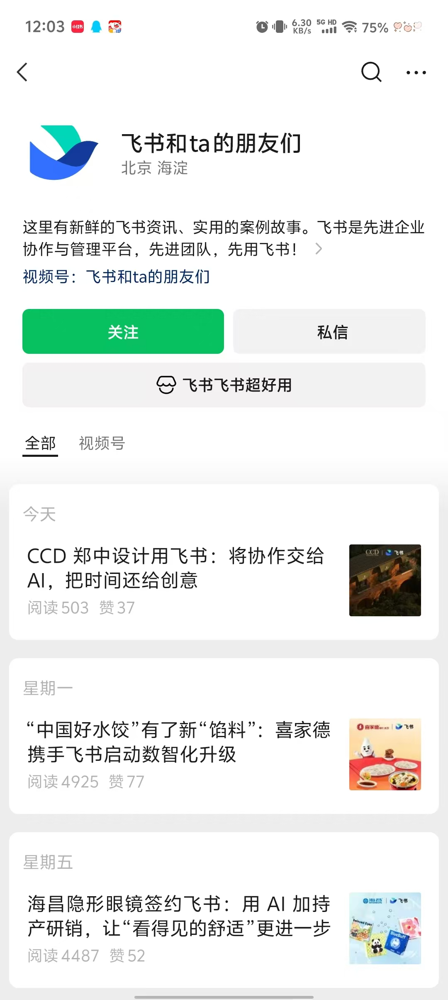 12:03 小红书 6.30 KB/s 5G HD 75%
飞书和ta的朋友们
北京 海淀
这里有新鲜的飞书资讯、实用的案例故事。飞书是先进企业
协作与管理平台，先进团队，先用飞书！
视频号：飞书和ta的朋友们
关注 私信
飞书飞书超好用
全部 视频号
今天
CCD 郑中设计用飞书：将协作交给
AI，把时间还给创意
阅读 503 赞 37
CCD | 飞书
星期一
“中国好水饺”有了新“馅料”：喜家德
携手飞书启动数智化升级
阅读 4925 赞 77
喜家德 | 飞书
星期五
海昌隐形眼镜签约飞书：用 AI 加持
产研销，让“看得见的舒适”更进一步
阅读 4487 赞 52
海昌 | 飞书
Beloved Eyes
BlueBuff